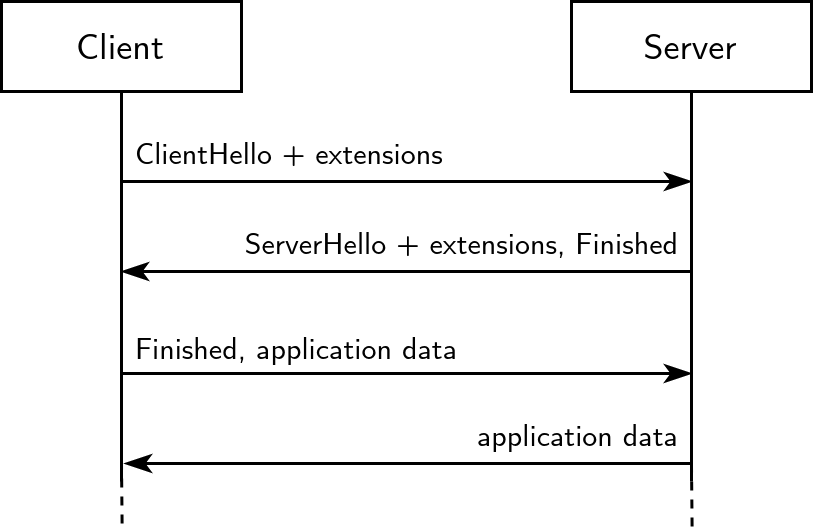 Client
Server
ClientHello + extensions
ServerHello + extensions, Finished
Finished, application data
application data